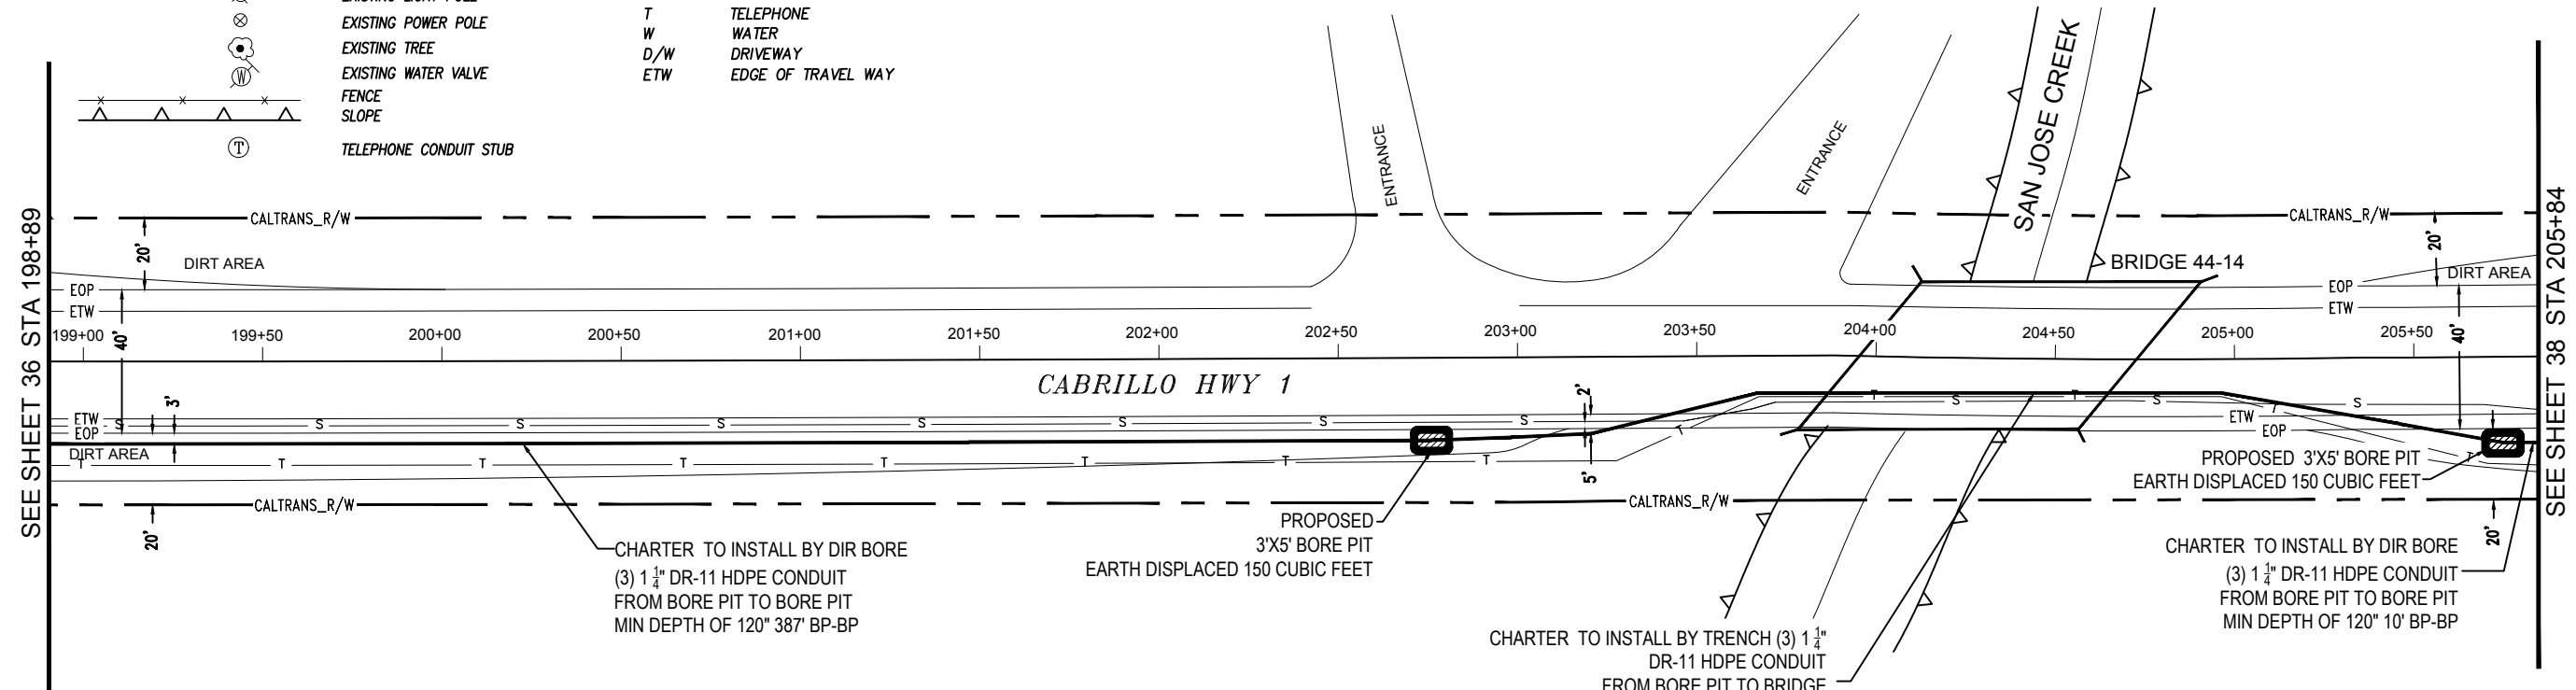 EXISTING LIGHT POLE
EXISTING POWER POLE
EXISTING TREE
W
EXISTING WATER VALVE
X X X
FENCE
SLOPE
T
TELEPHONE CONDUIT STUB
T TELEPHONE
W WATER
D/W DRIVEWAY
ETW EDGE OF TRAVEL WAY
SEE SHEET 36 STA 198+89
SEE SHEET 38 STA 205+84
ENTRANCE
ENTRANCE
SAN JOSE CREEK
CALTRANS_R/W
CALTRANS_R/W
20'
20'
DIRT AREA
BRIDGE 44-14
DIRT AREA
EOP
EOP
ETW
ETW
199+00 199+50 200+00 200+50 201+00 201+50 202+00 202+50 203+00 203+50 204+00 204+50 205+00 205+50
40'
40'
CABRILLO HWY 1
3'
2'
ETW
S S S S S S S S
T T S S T S
ETW
EOP
EOP
DIRT AREA
T T T T T T T T T T
5'
CALTRANS_R/W
CALTRANS_R/W
20'
20'
PROPOSED 3'X5' BORE PIT
EARTH DISPLACED 150 CUBIC FEET
PROPOSED
3'X5' BORE PIT
EARTH DISPLACED 150 CUBIC FEET
CHARTER TO INSTALL BY DIR BORE
(3) 1 1/4" DR-11 HDPE CONDUIT
FROM BORE PIT TO BORE PIT
MIN DEPTH OF 120" 387' BP-BP
CHARTER TO INSTALL BY DIR BORE
(3) 1 1/4" DR-11 HDPE CONDUIT
FROM BORE PIT TO BORE PIT
MIN DEPTH OF 120" 10' BP-BP
CHARTER TO INSTALL BY TRENCH (3) 1 1/4"
DR-11 HDPE CONDUIT
FROM BORE PIT TO BRIDGE